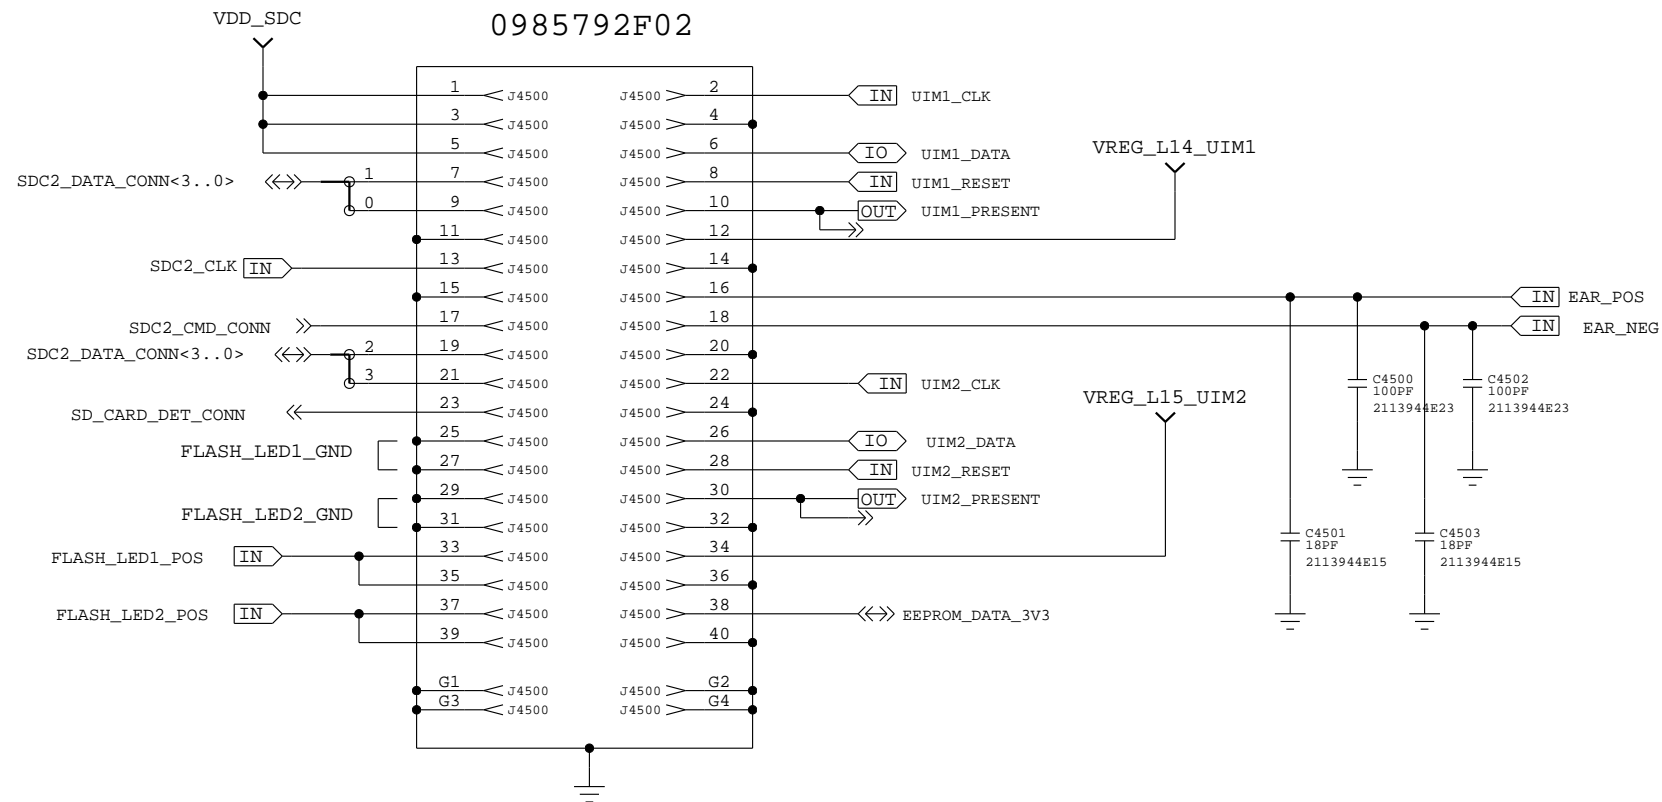 VDD_SDC
0985792F02
1 J4500 J4500 2 IN UIM1_CLK
3 J4500 J4500 4
5 J4500 J4500 6 IO UIM1_DATA
VREG_L14_UIM1
SDC2_DATA_CONN<3..0> 1 7 J4500 J4500 8 IN UIM1_RESET
0 9 J4500 J4500 10 OUT UIM1_PRESENT
11 J4500 J4500 12
SDC2_CLK IN 13 J4500 J4500 14
15 J4500 J4500 16 IN EAR_POS
SDC2_CMD_CONN 17 J4500 J4500 18 IN EAR_NEG
SDC2_DATA_CONN<3..0> 2 19 J4500 J4500 20
3 21 J4500 J4500 22 IN UIM2_CLK
C4500
100PF
2113944E23
C4502
100PF
2113944E23
VREG_L15_UIM2
SD_CARD_DET_CONN 23 J4500 J4500 24
25 J4500 J4500 26 IO UIM2_DATA
FLASH_LED1_GND
27 J4500 J4500 28 IN UIM2_RESET
29 J4500 J4500 30 OUT UIM2_PRESENT
FLASH_LED2_GND
31 J4500 J4500 32
C4501
18PF
2113944E15
C4503
18PF
2113944E15
FLASH_LED1_POS IN 33 J4500 J4500 34
35 J4500 J4500 36
FLASH_LED2_POS IN 37 J4500 J4500 38 EEPROM_DATA_3V3
39 J4500 J4500 40
G1 J4500 J4500 G2
G3 J4500 J4500 G4